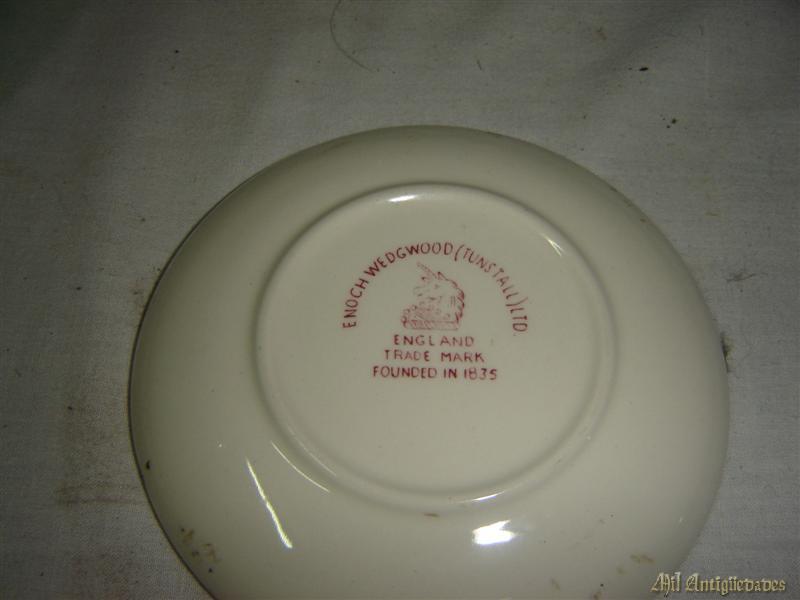 ENOCH WEDGWOOD (TUNSTALL) LTD.
ENGLAND
TRADE MARK
FOUNDED IN 1835
Mil Antigüedades